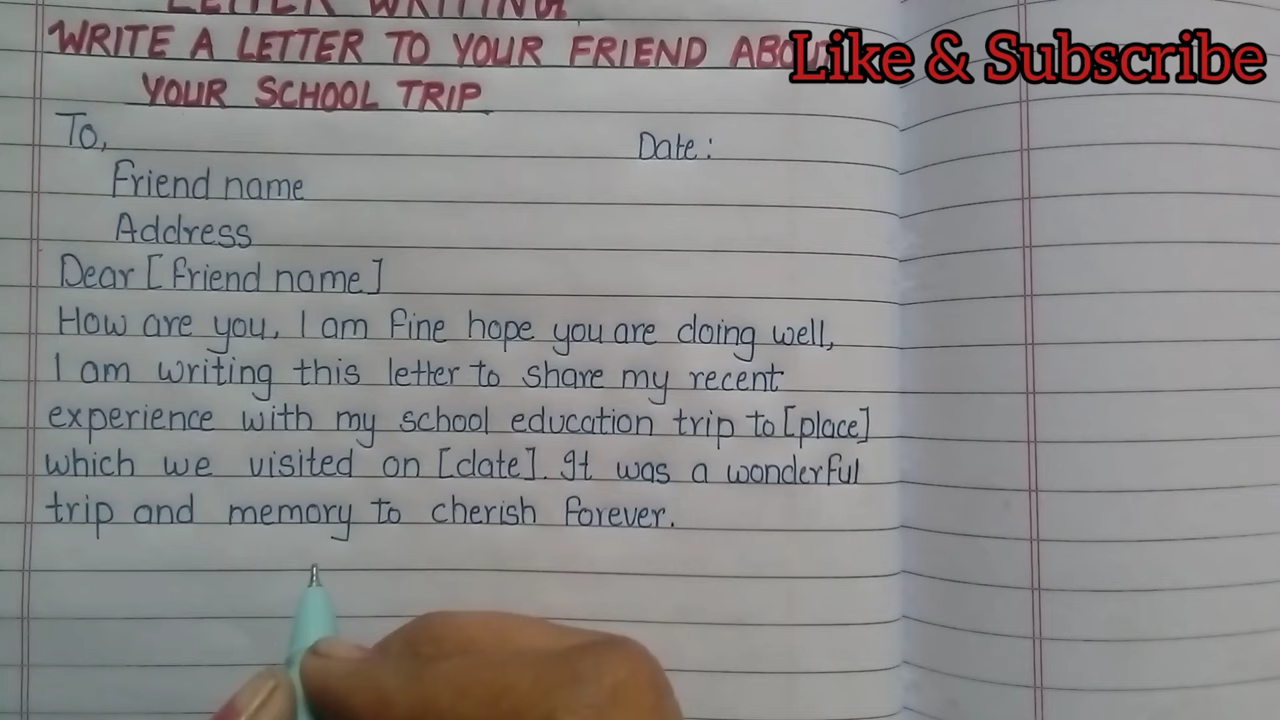 LETTER WRITING
WRITE A LETTER TO YOUR FRIEND ABOUT
YOUR SCHOOL TRIP
Like & Subscribe
To,
Date:
Friend name
Address
Dear [friend name]
How are you, I am fine hope you are doing well,
I am writing this letter to share my recent
experience with my school education trip to [place]
which we visited on [date]. It was a wonderful
trip and memory to cherish forever.